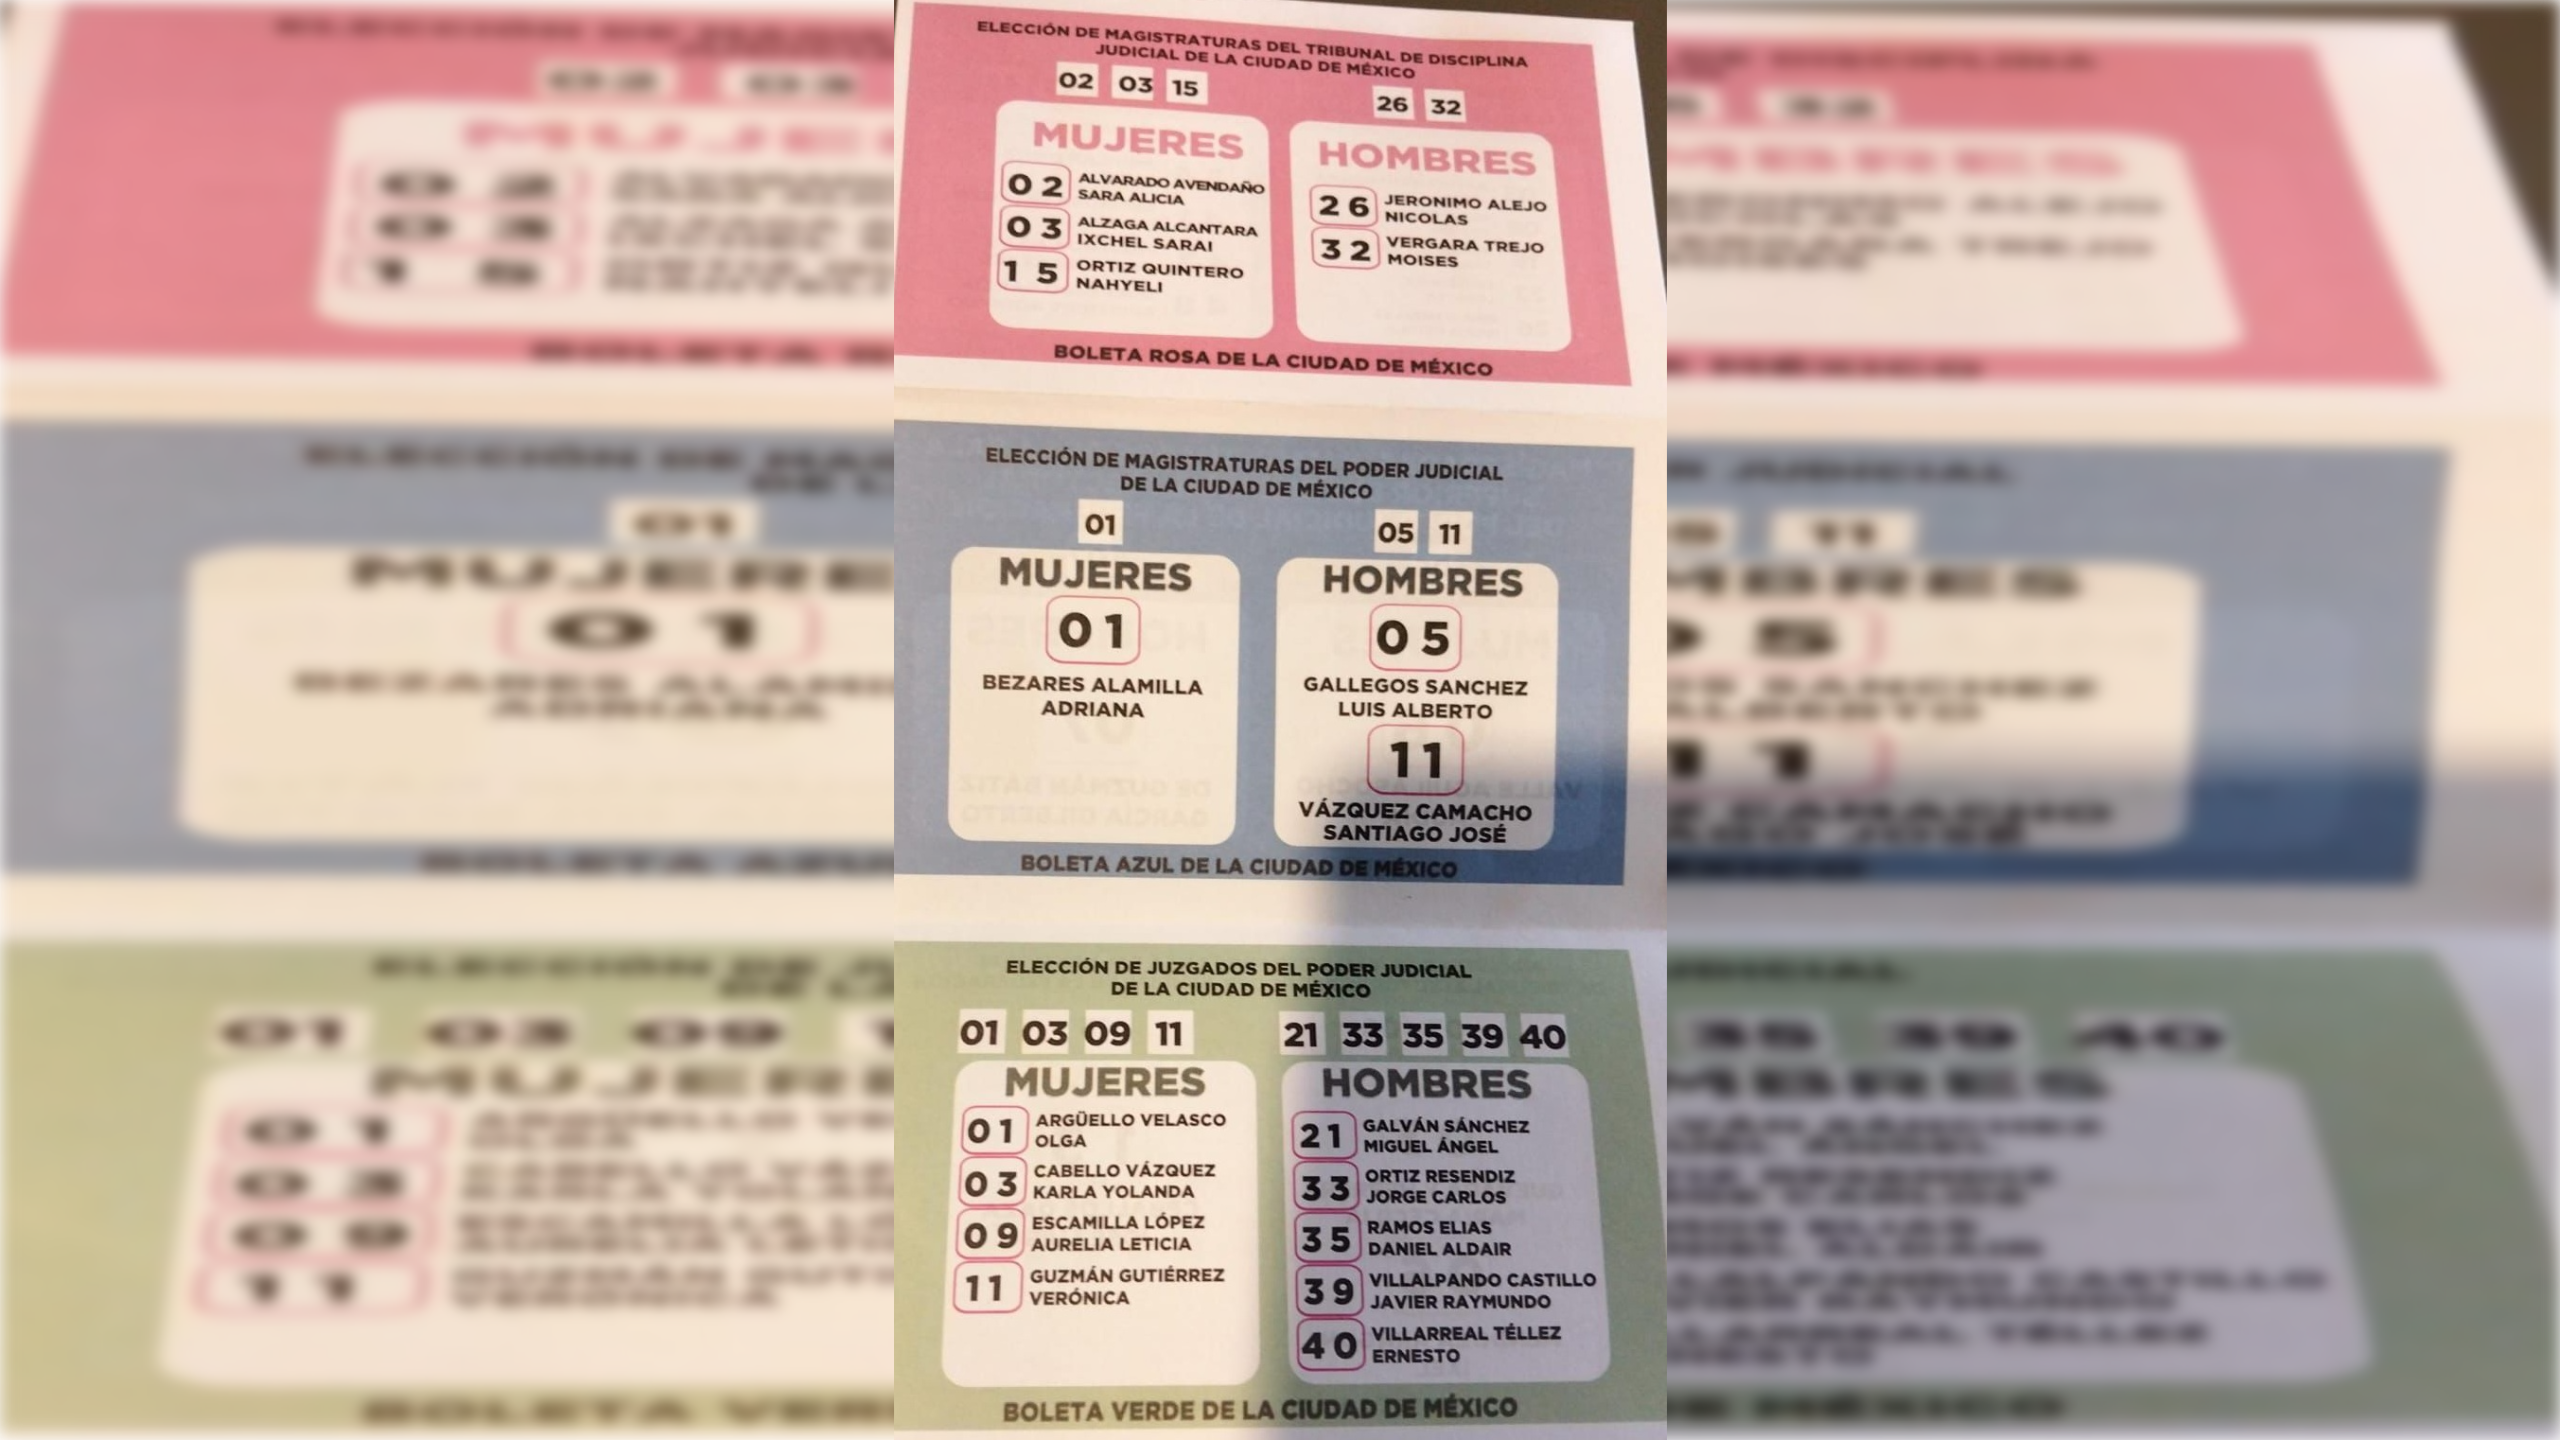 ELECCIÓN DE MAGISTRATURAS DEL TRIBUNAL DE DISCIPLINA
JUDICIAL DE LA CIUDAD DE MÉXICO
02 03 15
26 32
MUJERES
02 ALVARADO AVENDAÑO
SARA ALICIA
03 ALZAGA ALCANTARA
IXCHEL SARAI
15 ORTIZ QUINTERO
NAHYELI
HOMBRES
26 JERONIMO ALEJO
NICOLAS
32 VERGARA TREJO
MOISES
BOLETA ROSA DE LA CIUDAD DE MÉXICO
ELECCIÓN DE MAGISTRATURAS DEL PODER JUDICIAL
DE LA CIUDAD DE MÉXICO
01
05 11
MUJERES
01
BEZARES ALAMILLA
ADRIANA
HOMBRES
05
GALLEGOS SANCHEZ
LUIS ALBERTO
11
VÁZQUEZ CAMACHO
SANTIAGO JOSÉ
BOLETA AZUL DE LA CIUDAD DE MÉXICO
ELECCIÓN DE JUZGADOS DEL PODER JUDICIAL
DE LA CIUDAD DE MÉXICO
01 03 09 11
21 33 35 39 40
MUJERES
01 ARGÜELLO VELASCO
OLGA
03 CABELLO VÁZQUEZ
KARLA YOLANDA
09 ESCAMILLA LÓPEZ
AURELIA LETICIA
11 GUZMÁN GUTIÉRREZ
VERÓNICA
HOMBRES
21 GALVÁN SÁNCHEZ
MIGUEL ÁNGEL
33 ORTIZ RESENDIZ
JORGE CARLOS
35 RAMOS ELIAS
DANIEL ALDAIR
39 VILLALPANDO CASTILLO
JAVIER RAYMUNDO
40 VILLARREAL TÉLLEZ
ERNESTO
BOLETA VERDE DE LA CIUDAD DE MÉXICO